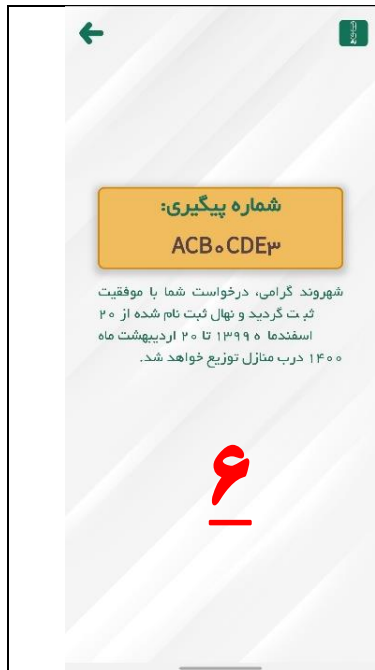 شماره پیگیری:
ACB۰CDE۳
شهروند گرامی، درخواست شما با موفقیت
ثبت گردید و نهال ثبت نام شده از ۲۰
اسفندما ه ۱۳۹۹ تا ۲۰ اردیبهشت ماه
۱۴۰۰ درب منازل توزیع خواهد شد.
۶